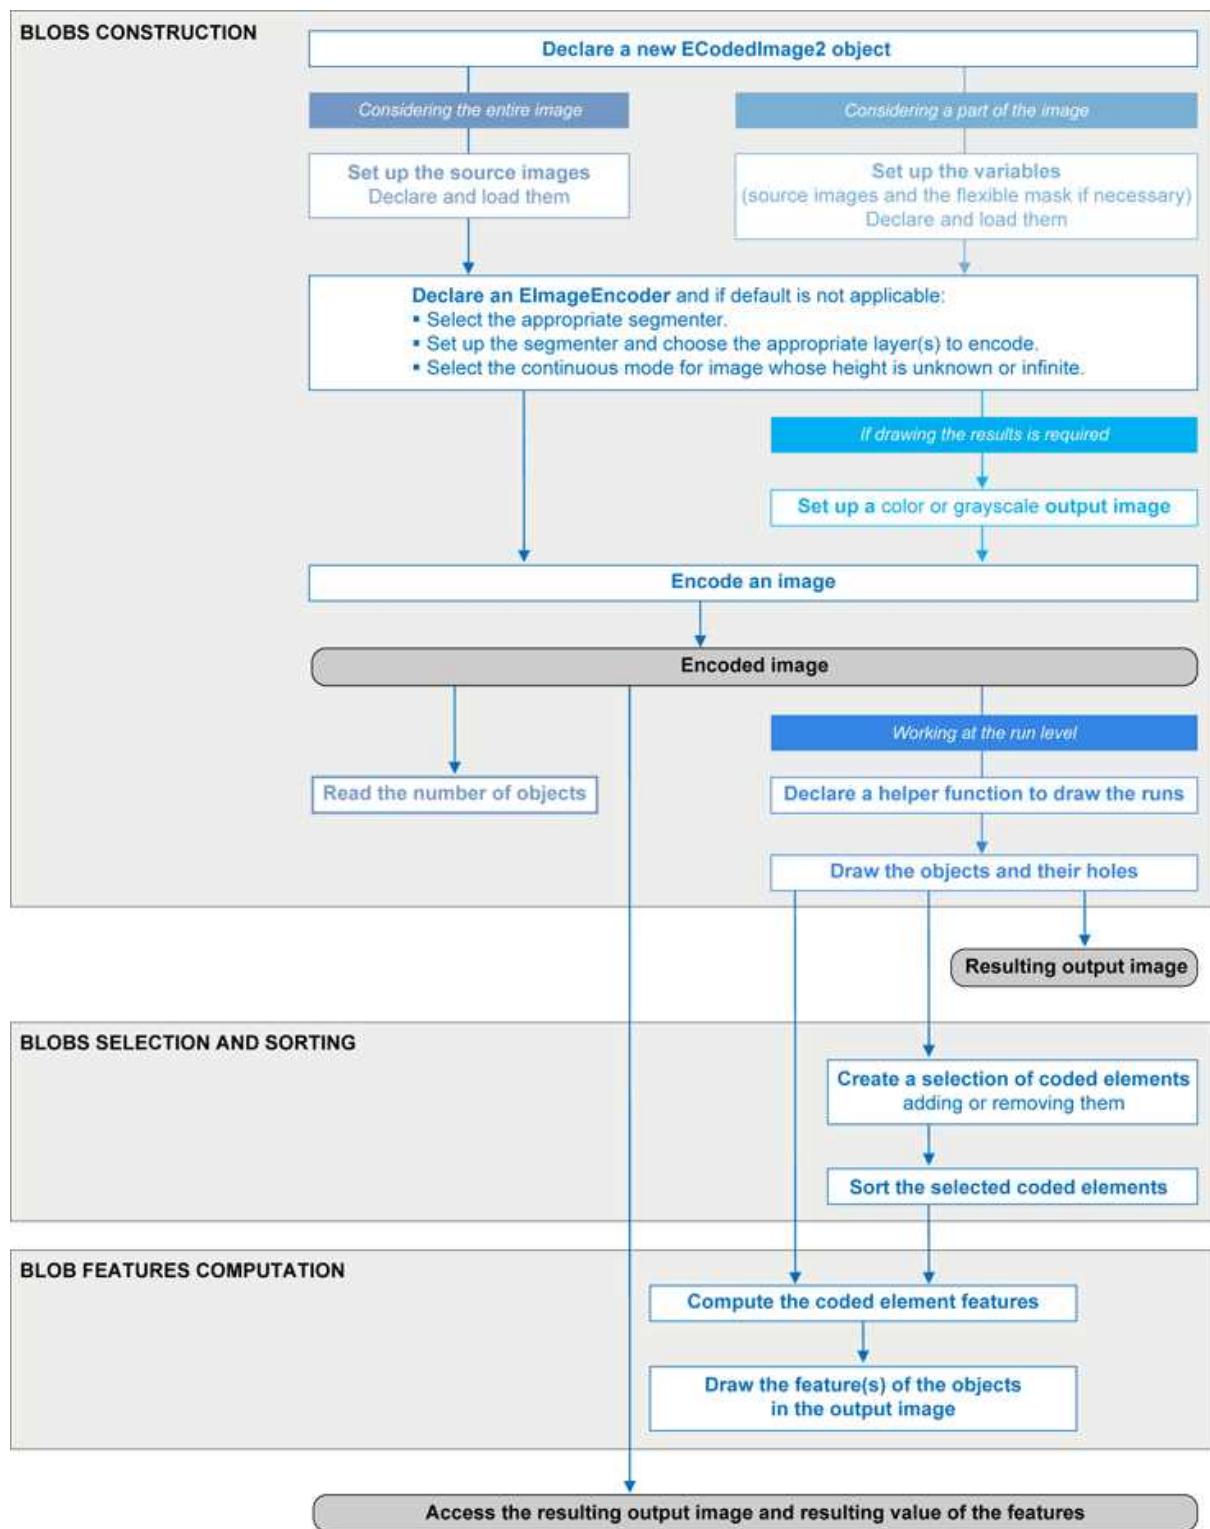 BLOBS CONSTRUCTION
Declare a new ECodedImage2 object
Considering the entire image
Considering a part of the image
Set up the source images
Declare and load them
Set up the variables
(source images and the flexible mask if necessary)
Declare and load them
Declare an EImageEncoder and if default is not applicable:
▪ Select the appropriate segmenter.
▪ Set up the segmenter and choose the appropriate layer(s) to encode.
▪ Select the continuous mode for image whose height is unknown or infinite.
If drawing the results is required
Set up a color or grayscale output image
Encode an image
Encoded image
Working at the run level
Read the number of objects
Declare a helper function to draw the runs
Draw the objects and their holes
Resulting output image
BLOBS SELECTION AND SORTING
Create a selection of coded elements
adding or removing them
Sort the selected coded elements
BLOB FEATURES COMPUTATION
Compute the coded element features
Draw the feature(s) of the objects
in the output image
Access the resulting output image and resulting value of the features